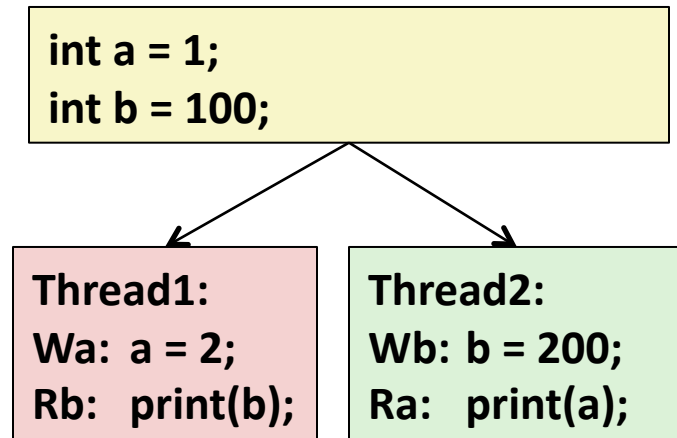 int a = 1;
int b = 100;
Thread1:
Wa: a = 2;
Rb: print(b);
Thread2:
Wb: b = 200;
Ra: print(a);